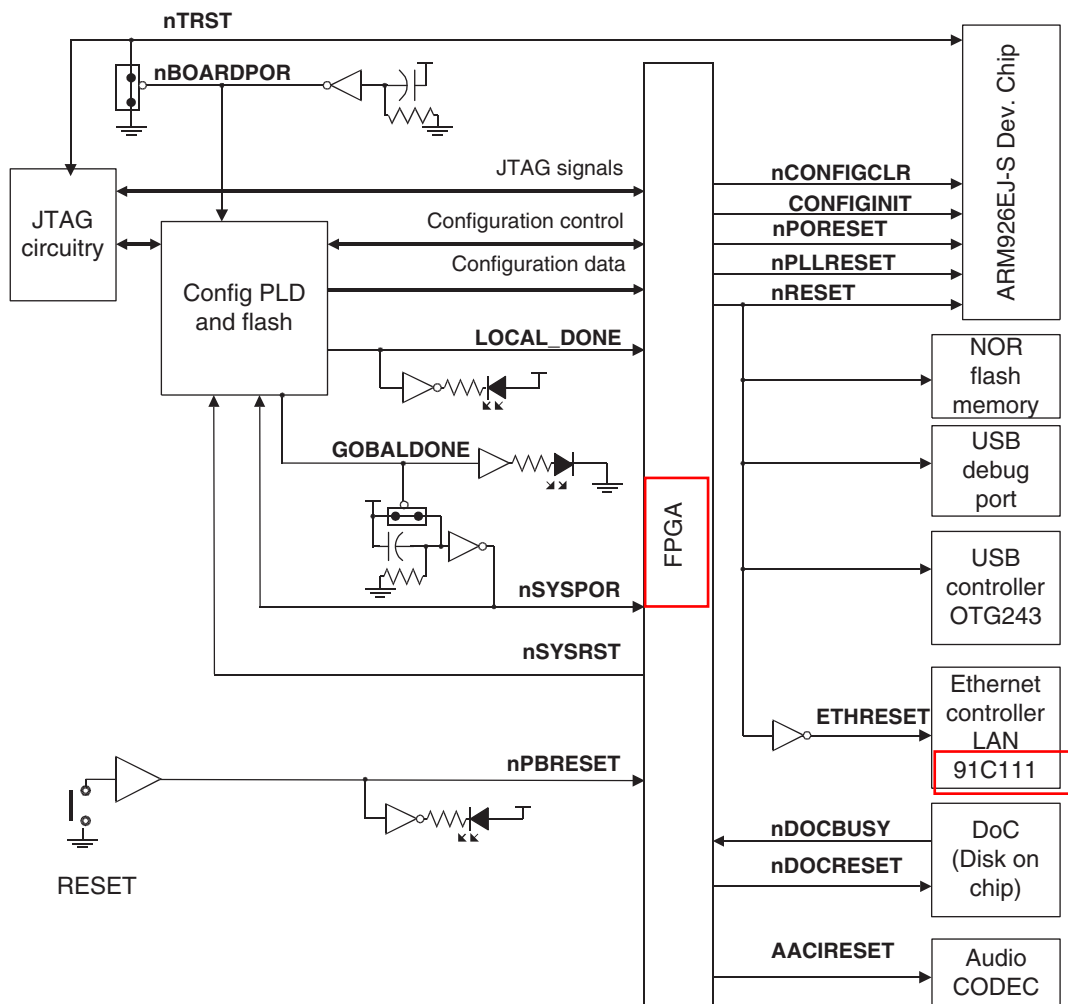 nTRST
nBOARDPOR
ARM926EJ-S Dev. Chip
JTAG
circuitry
JTAG signals
Configuration control
Configuration data
Config PLD
and flash
nCONFIGCLR
CONFIGINIT
nPORESET
nPLLRESET
nRESET
LOCAL_DONE
NOR
flash
memory
GOBALDONE
USB
debug
port
FPGA
USB
controller
OTG243
nSYSPOR
nSYSRST
Ethernet
controller
LAN
91C111
ETHRESET
nPBRESET
RESET
nDOCBUSY
nDOCRESET
DoC
(Disk on
chip)
AACIRESET
Audio
CODEC